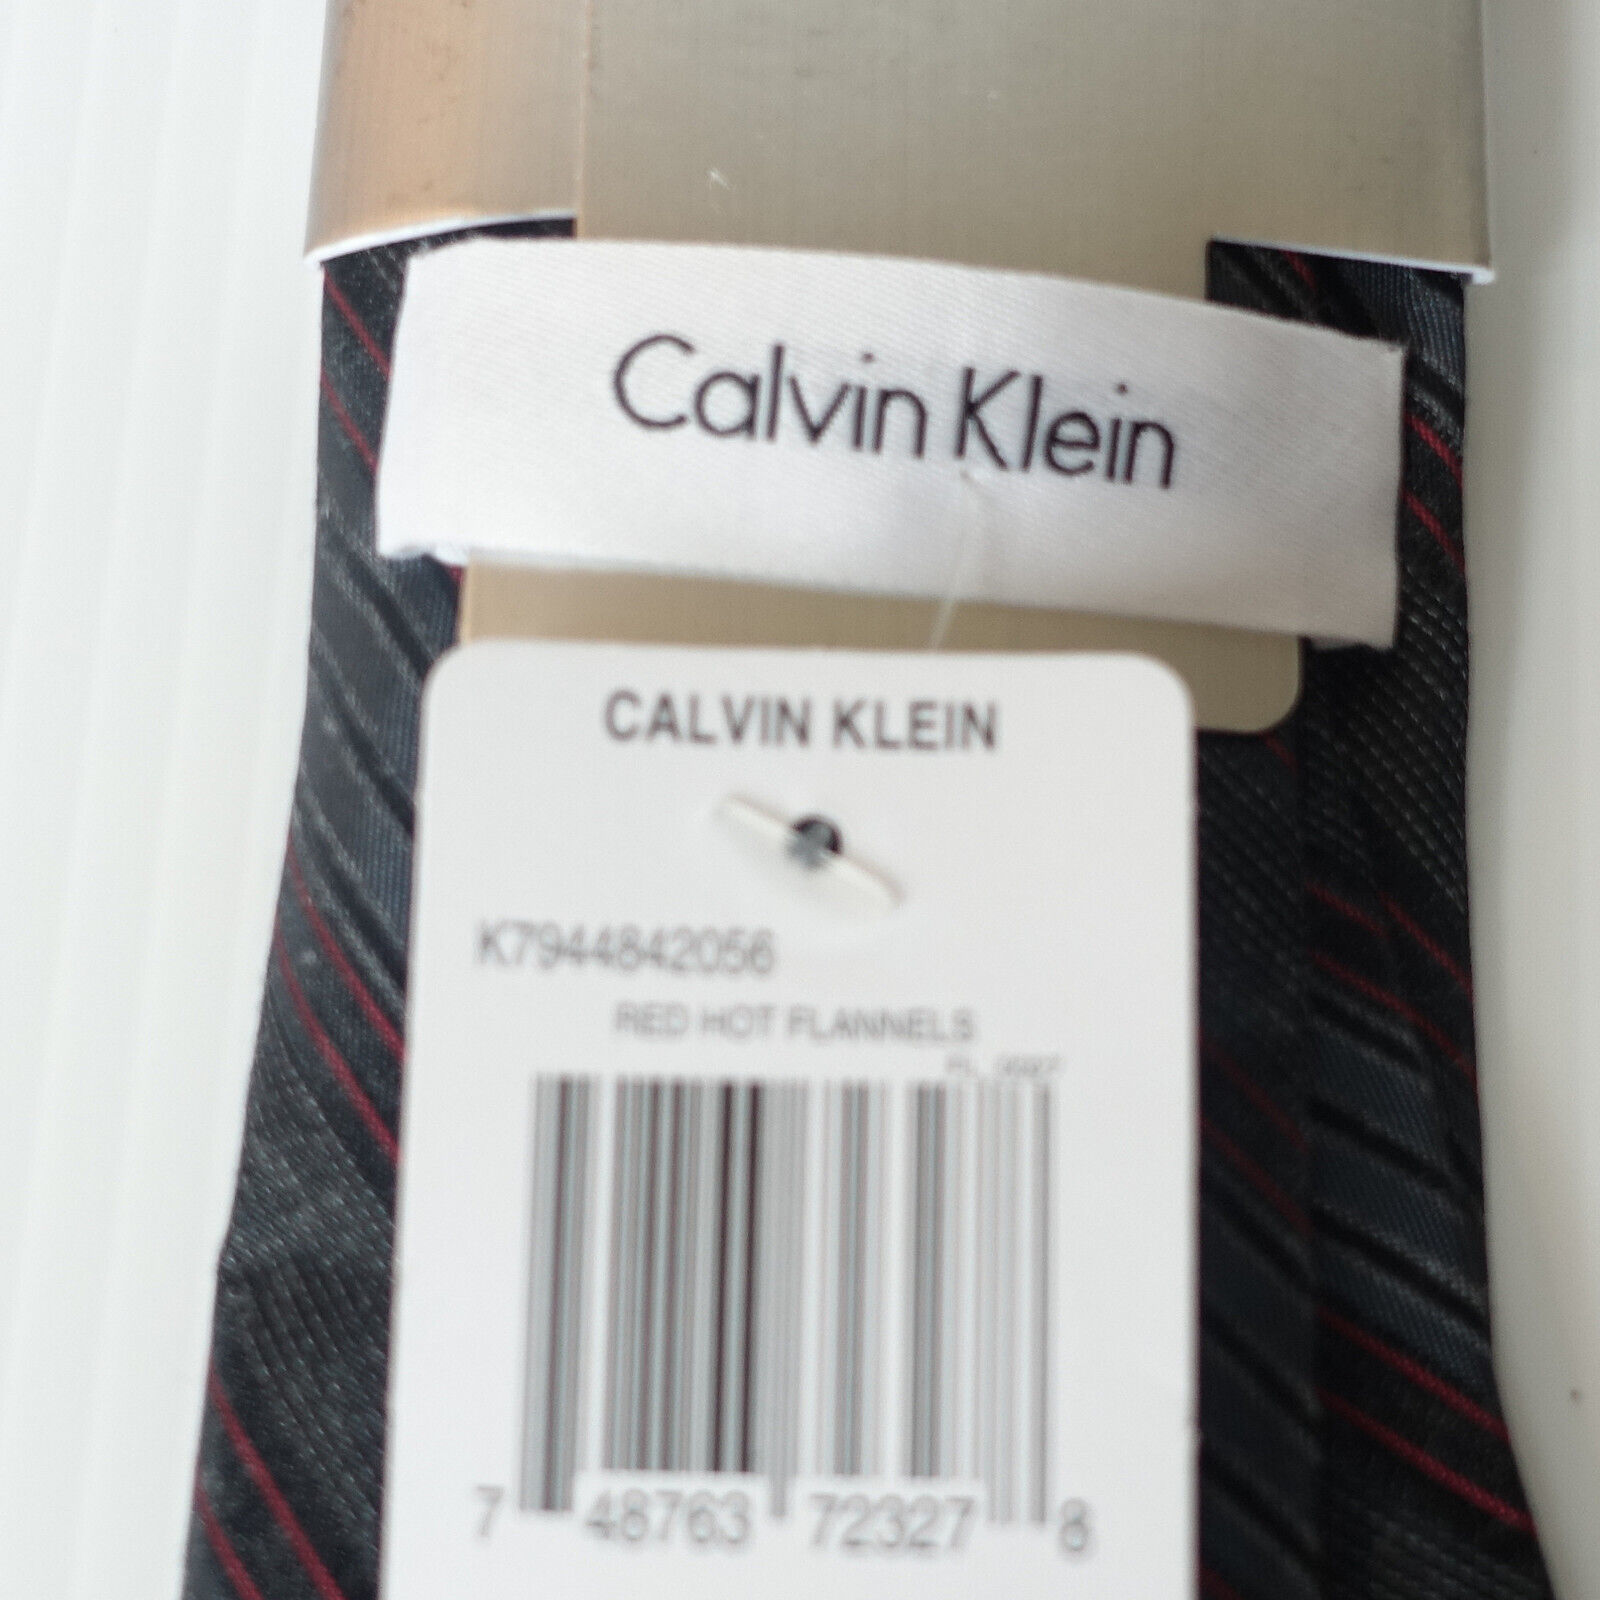 Calvin Klein
CALVIN KLEIN
K7944842056
RED HOT FLANNELS
7 48763 72327 8